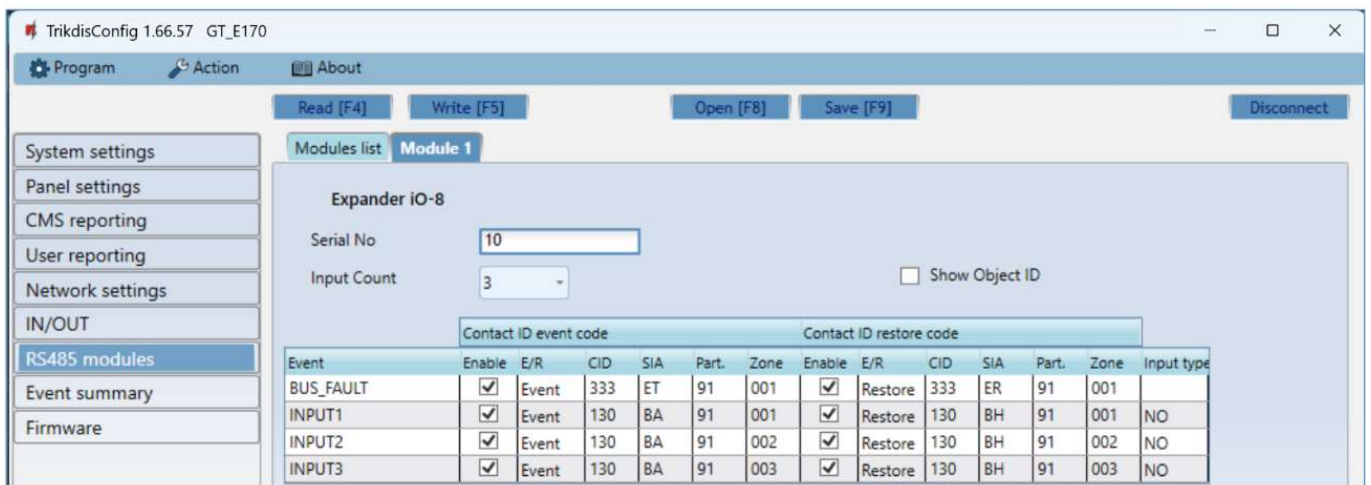 TrikdisConfig 1.66.57 GT_E170
Program Action About
Read [F4] Write [F5] Open [F8] Save [F9] Disconnect
System settings
Panel settings
CMS reporting
User reporting
Network settings
IN/OUT
RS485 modules
Event summary
Firmware
Modules list Module 1
Expander iO-8
Serial No 10
Input Count 3 Show Object ID
Contact ID event code Contact ID restore code
Event Enable E/R CID SIA Part. Zone Enable E/R CID SIA Part. Zone Input type
BUS_FAULT Event 333 ET 91 001 Restore 333 ER 91 001
INPUT1 Event 130 BA 91 001 Restore 130 BH 91 001 NO
INPUT2 Event 130 BA 91 002 Restore 130 BH 91 002 NO
INPUT3 Event 130 BA 91 003 Restore 130 BH 91 003 NO